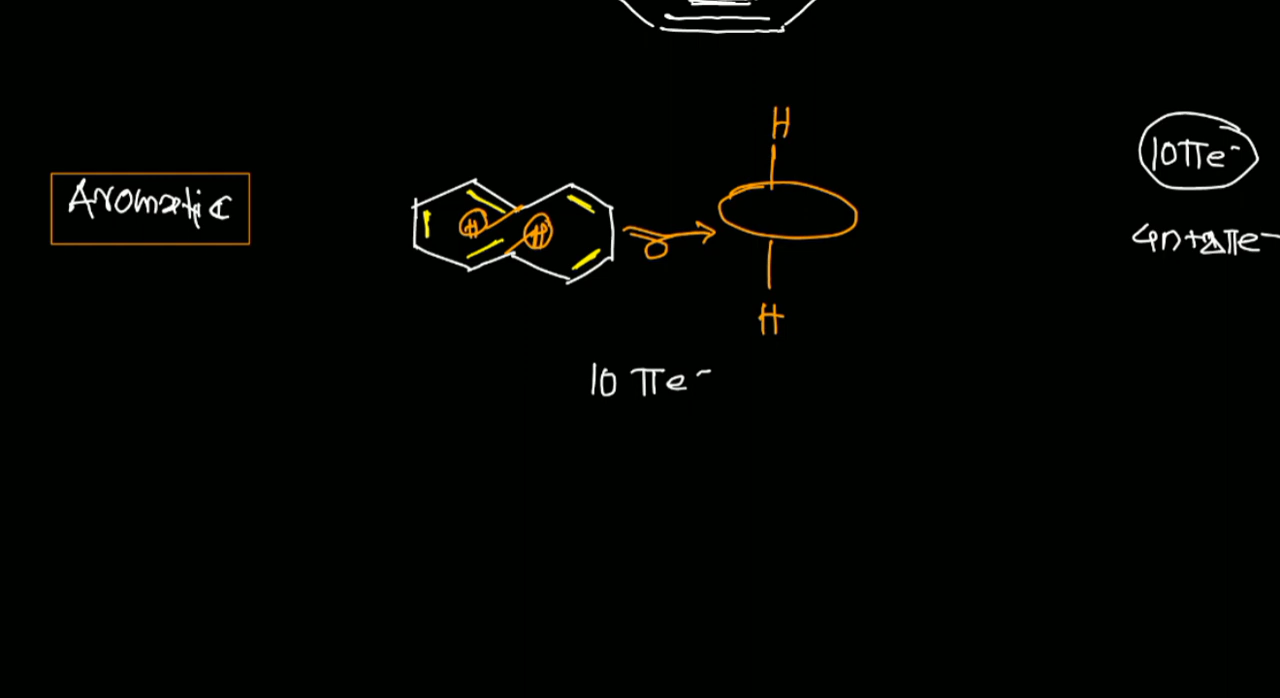 H
10πe⁻
Aromatic
H H
4n+2πe⁻
H
10 πe⁻